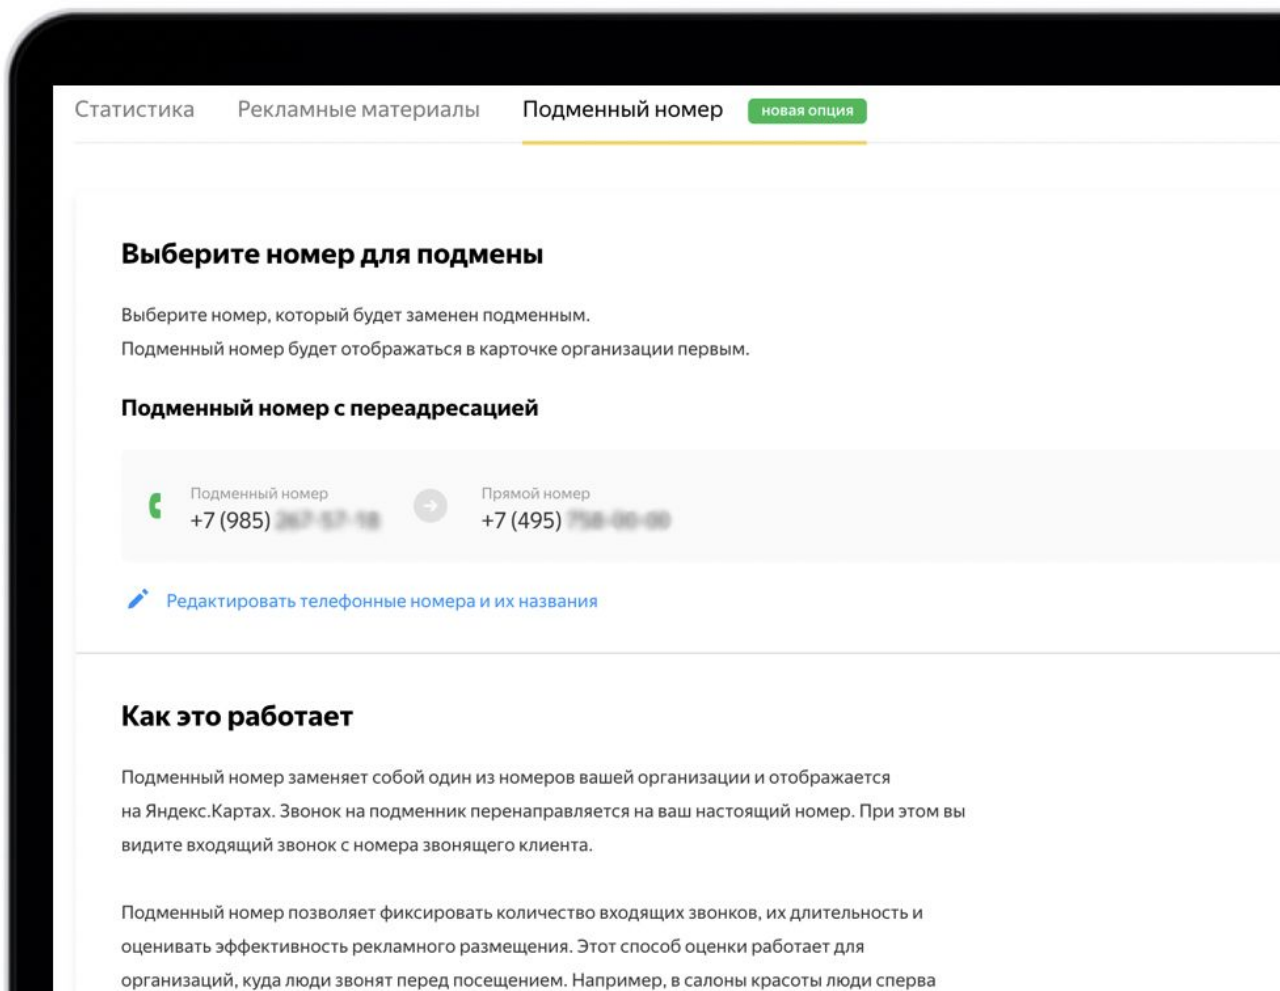 Статистика Рекламные материалы Подменный номер новая опция
Выберите номер для подмены
Выберите номер, который будет заменен подменным.
Подменный номер будет отображаться в карточке организации первым.
Подменный номер с переадресацией
Подменный номер Прямой номер
+7 (985) +7 (495)
Редактировать телефонные номера и их названия
Как это работает
Подменный номер заменяет собой один из номеров вашей организации и отображается
на Яндекс.Картах. Звонок на подменник перенаправляется на ваш настоящий номер. При этом вы
видите входящий звонок с номера звонящего клиента.
Подменный номер позволяет фиксировать количество входящих звонков, их длительность и
оценивать эффективность рекламного размещения. Этот способ оценки работает для
организаций, куда люди звонят перед посещением. Например, в салоны красоты люди сперва